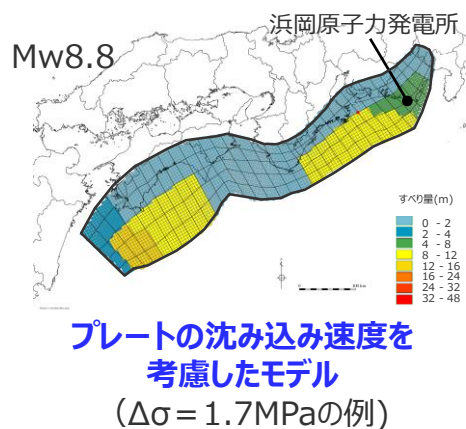 浜岡原子力発電所
Mw8.8
すべり量(m)
0 - 2
2 - 4
4 - 8
8 - 12
12 - 16
16 - 24
24 - 32
32 - 48
プレートの沈み込み速度を
考慮したモデル
（Δσ＝1.7MPaの例)